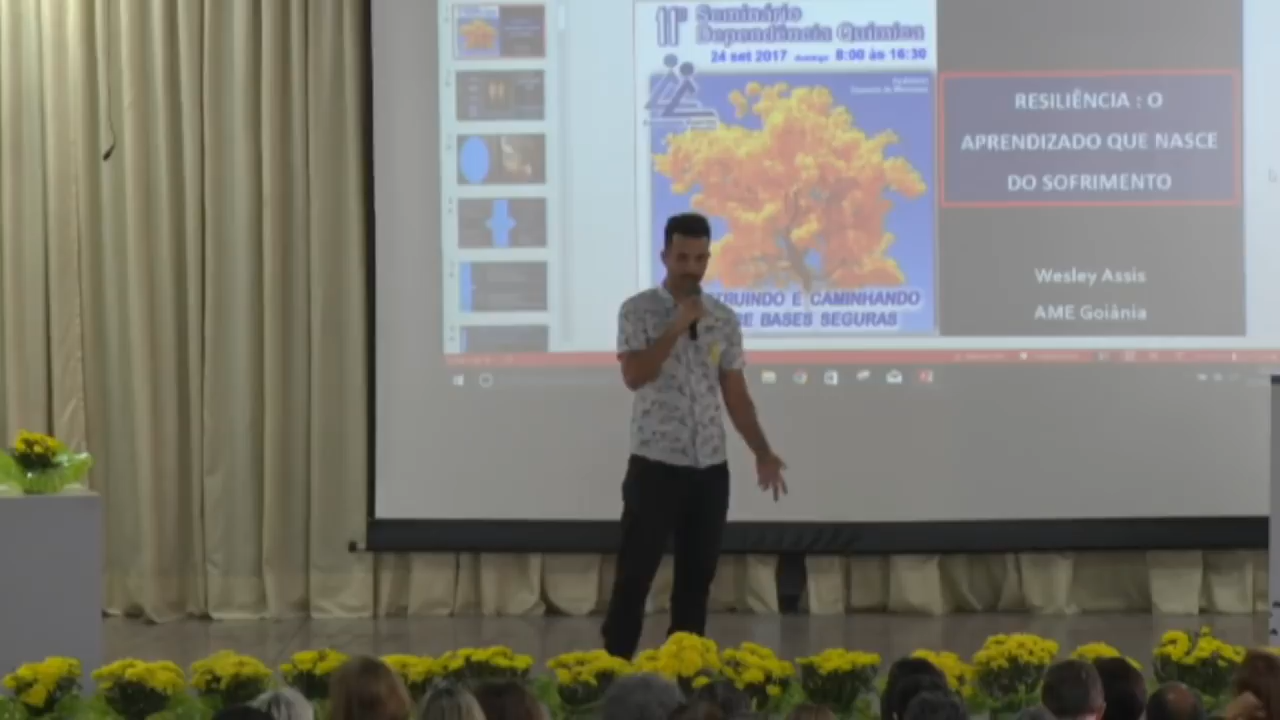 11º Seminário
Dependência Química
24 set 2017 domingo 8:00 às 16:30
TRUINDO E CAMINHANDO
E BASES SEGURAS
RESILIÊNCIA : O
APRENDIZADO QUE NASCE
DO SOFRIMENTO
Wesley Assis
AME Goiânia